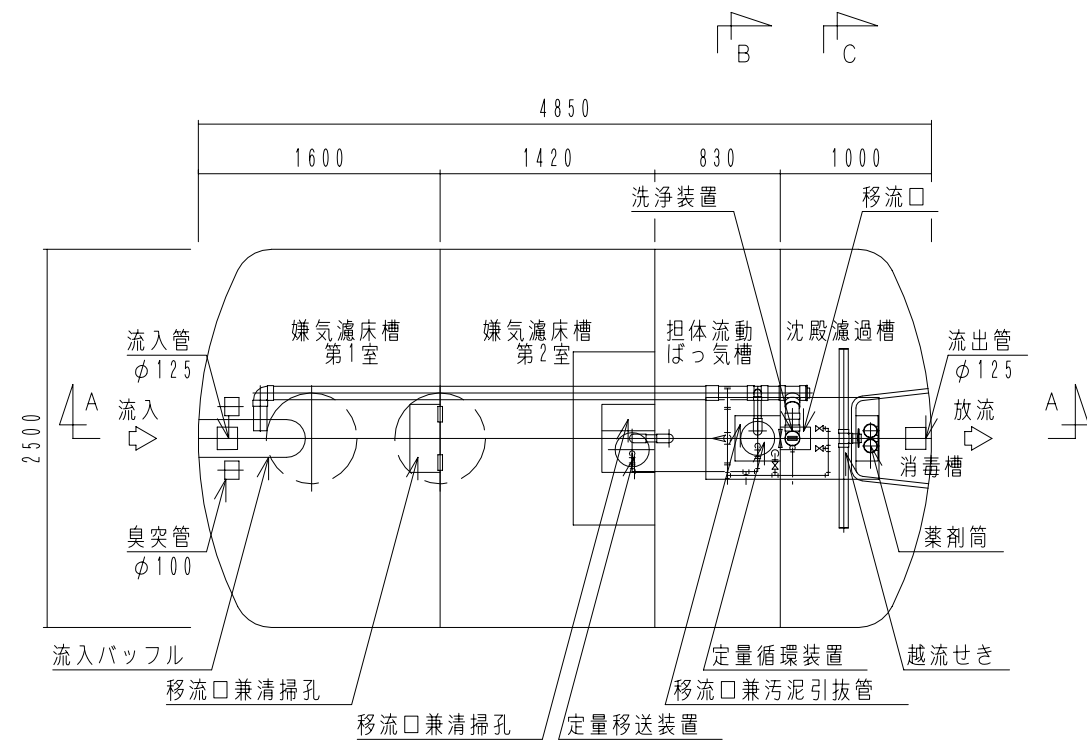 B
C
4850
1600
1420
830
1000
洗浄装置
移流口
流入管
φ125
嫌気濾床槽
第1室
嫌気濾床槽
第2室
担体流動
ばっ気槽
沈殿濾過槽
流出管
φ125
A
流入
2500
放流
A
消毒槽
臭突管
φ100
薬剤筒
流入バッフル
定量循環装置
越流せき
移流口兼清掃孔
移流口兼汚泥引抜管
移流口兼清掃孔
定量移送装置